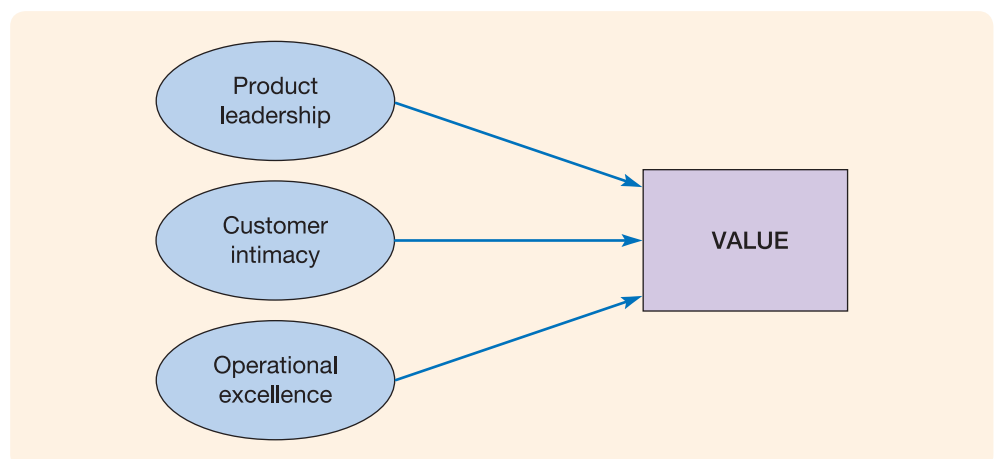 Product
leadership
Customer
intimacy
VALUE
Operational
excellence